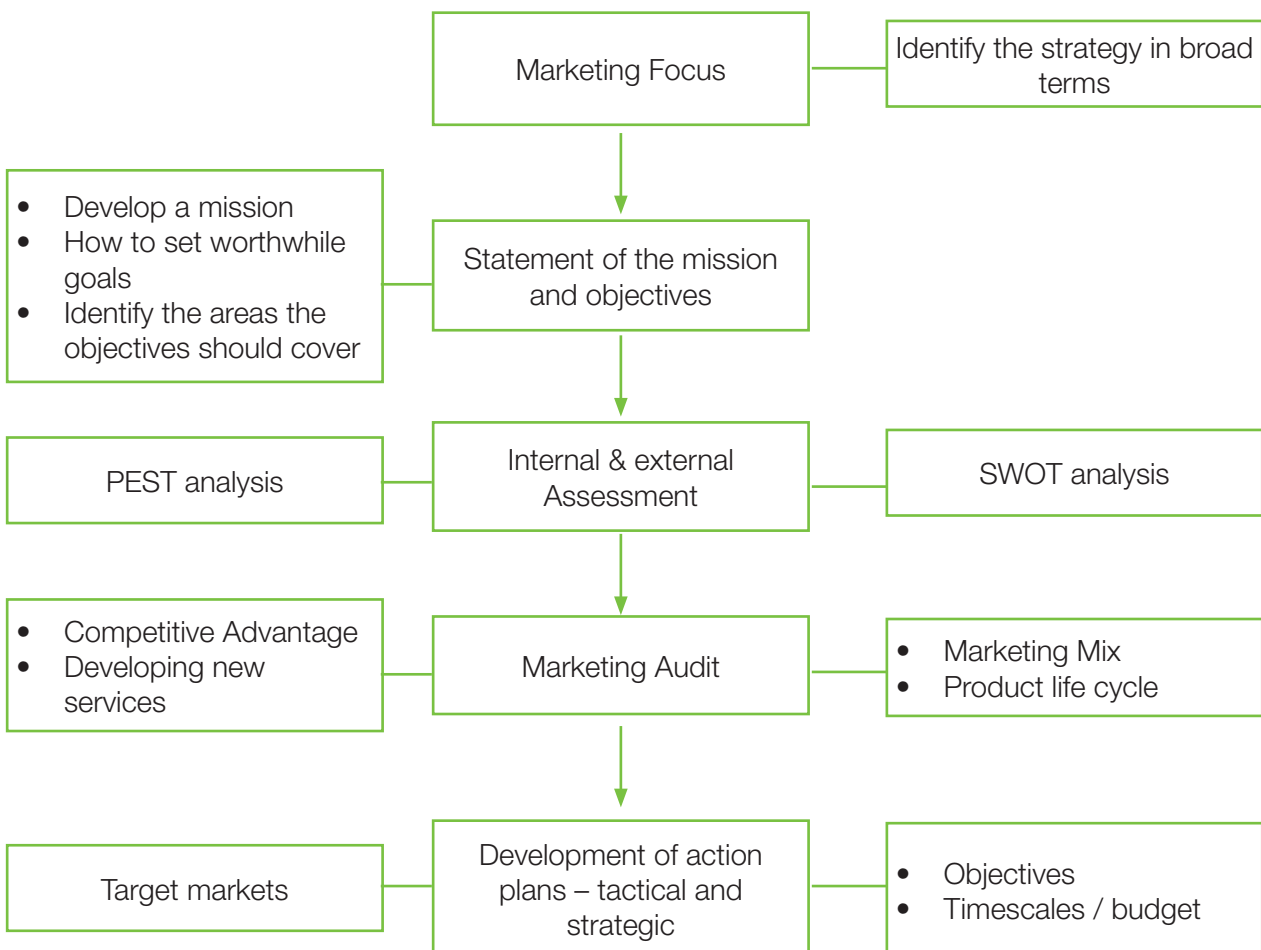 Marketing Focus
Identify the strategy in broad
terms
• Develop a mission
• How to set worthwhile
goals
• Identify the areas the
objectives should cover
Statement of the mission
and objectives
PEST analysis
Internal & external
Assessment
SWOT analysis
• Competitive Advantage
• Developing new
services
Marketing Audit
• Marketing Mix
• Product life cycle
Target markets
Development of action
plans – tactical and
strategic
• Objectives
• Timescales / budget